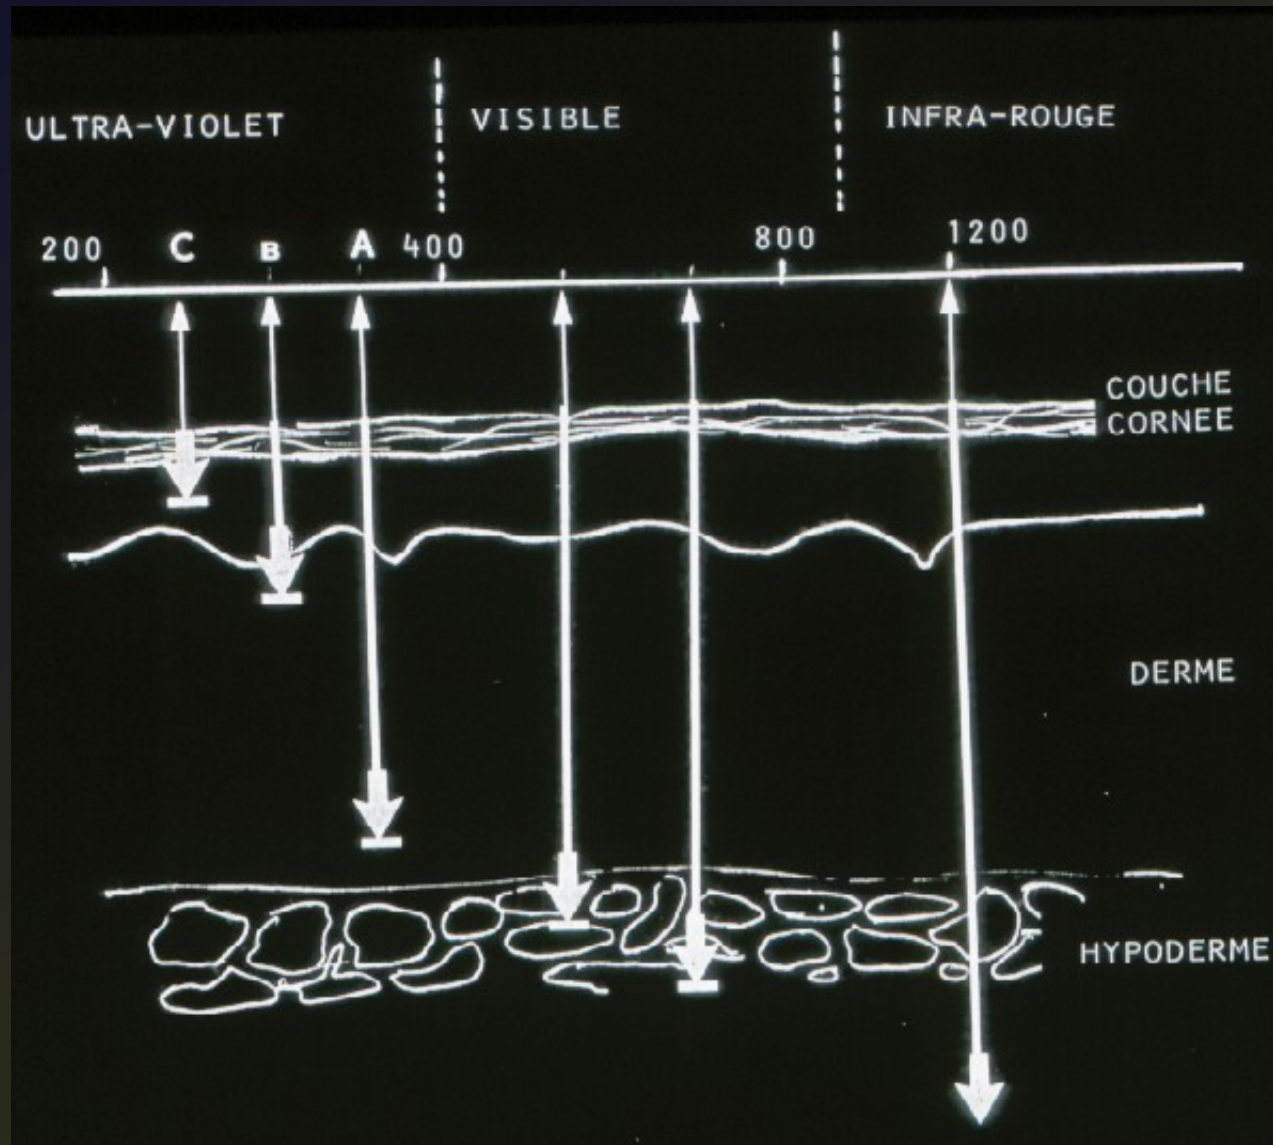 ULTRA-VIOLET VISIBLE INFRA-ROUGE
200 C B A 400 800 1200
COUCHE
CORNEE
DERME
HYPODERME